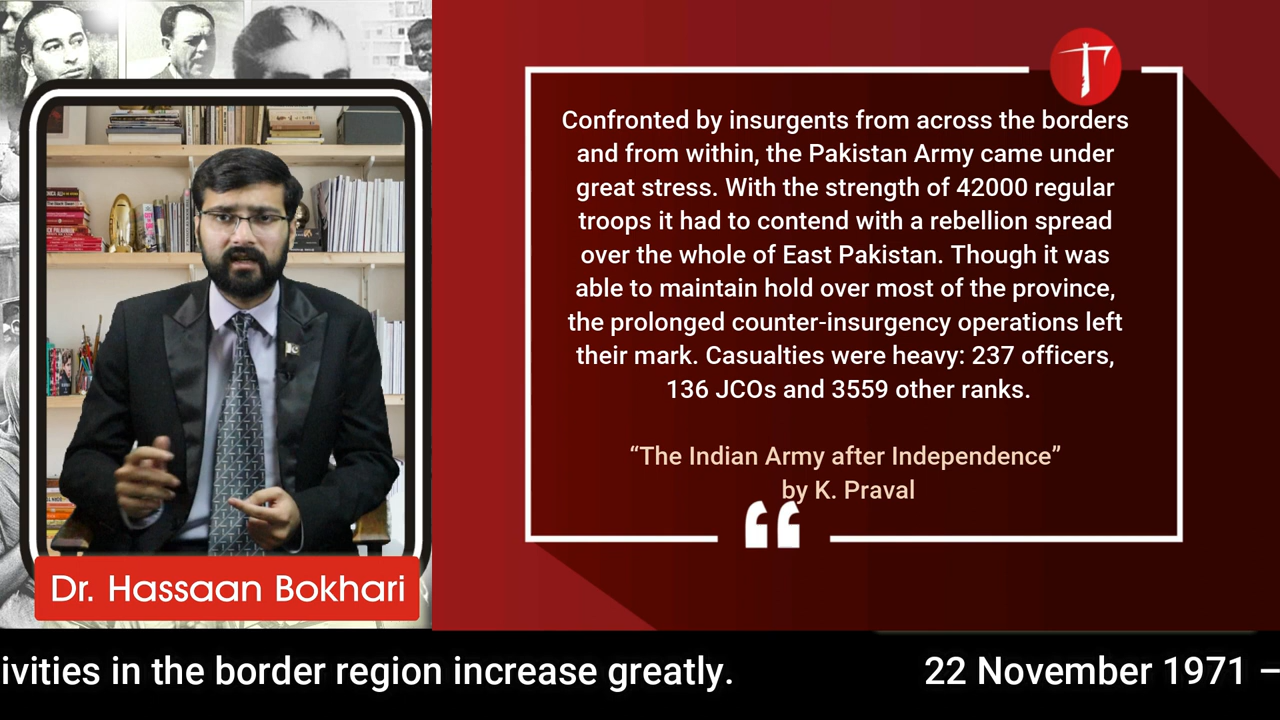 Confronted by insurgents from across the borders
and from within, the Pakistan Army came under
great stress. With the strength of 42000 regular
troops it had to contend with a rebellion spread
over the whole of East Pakistan. Though it was
able to maintain hold over most of the province,
the prolonged counter-insurgency operations left
their mark. Casualties were heavy: 237 officers,
136 JCOs and 3559 other ranks.
“The Indian Army after Independence”
by K. Praval
Dr. Hassaan Bokhari
ivities in the border region increase greatly. 22 November 1971 –